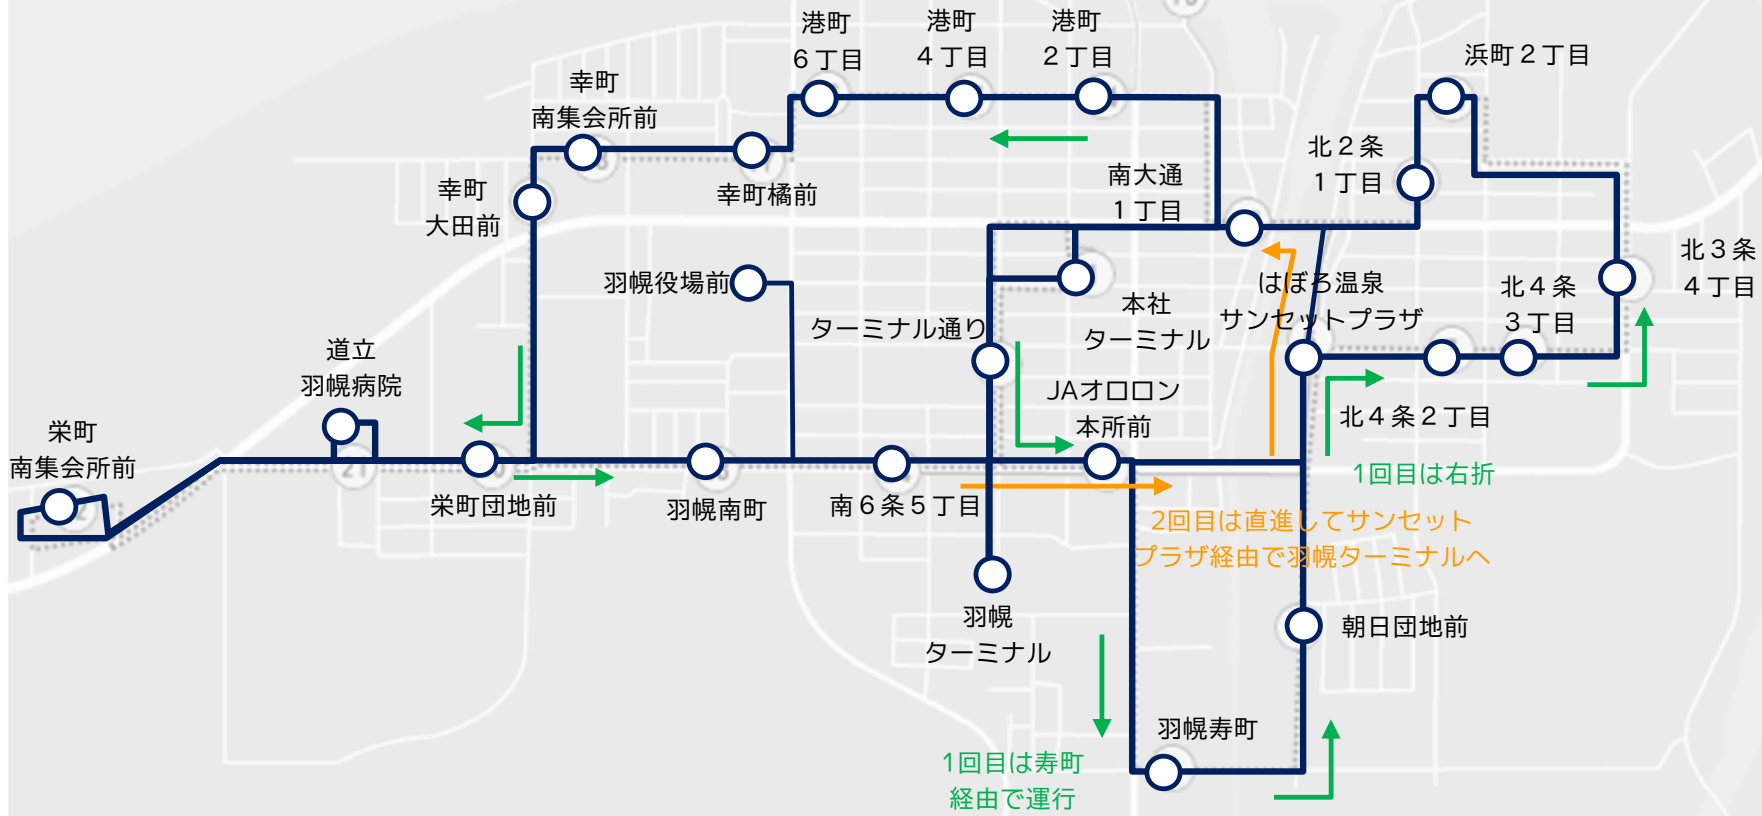 港町
６丁目
港町
４丁目
港町
２丁目
浜町２丁目
幸町
南集会所前
幸町橘前
北２条
１丁目
南大通
１丁目
幸町
大田前
北３条
４丁目
羽幌役場前
はぼろ温泉
サンセットプラザ
北４条
３丁目
本社
ターミナル
ターミナル通り
道立
羽幌病院
JAオロロン
本所前
北４条２丁目
栄町
南集会所前
1回目は右折
栄町団地前
羽幌南町
南６条５丁目
2回目は直進してサンセット
プラザ経由で羽幌ターミナルへ
羽幌
ターミナル
朝日団地前
羽幌寿町
1回目は寿町
経由で運行